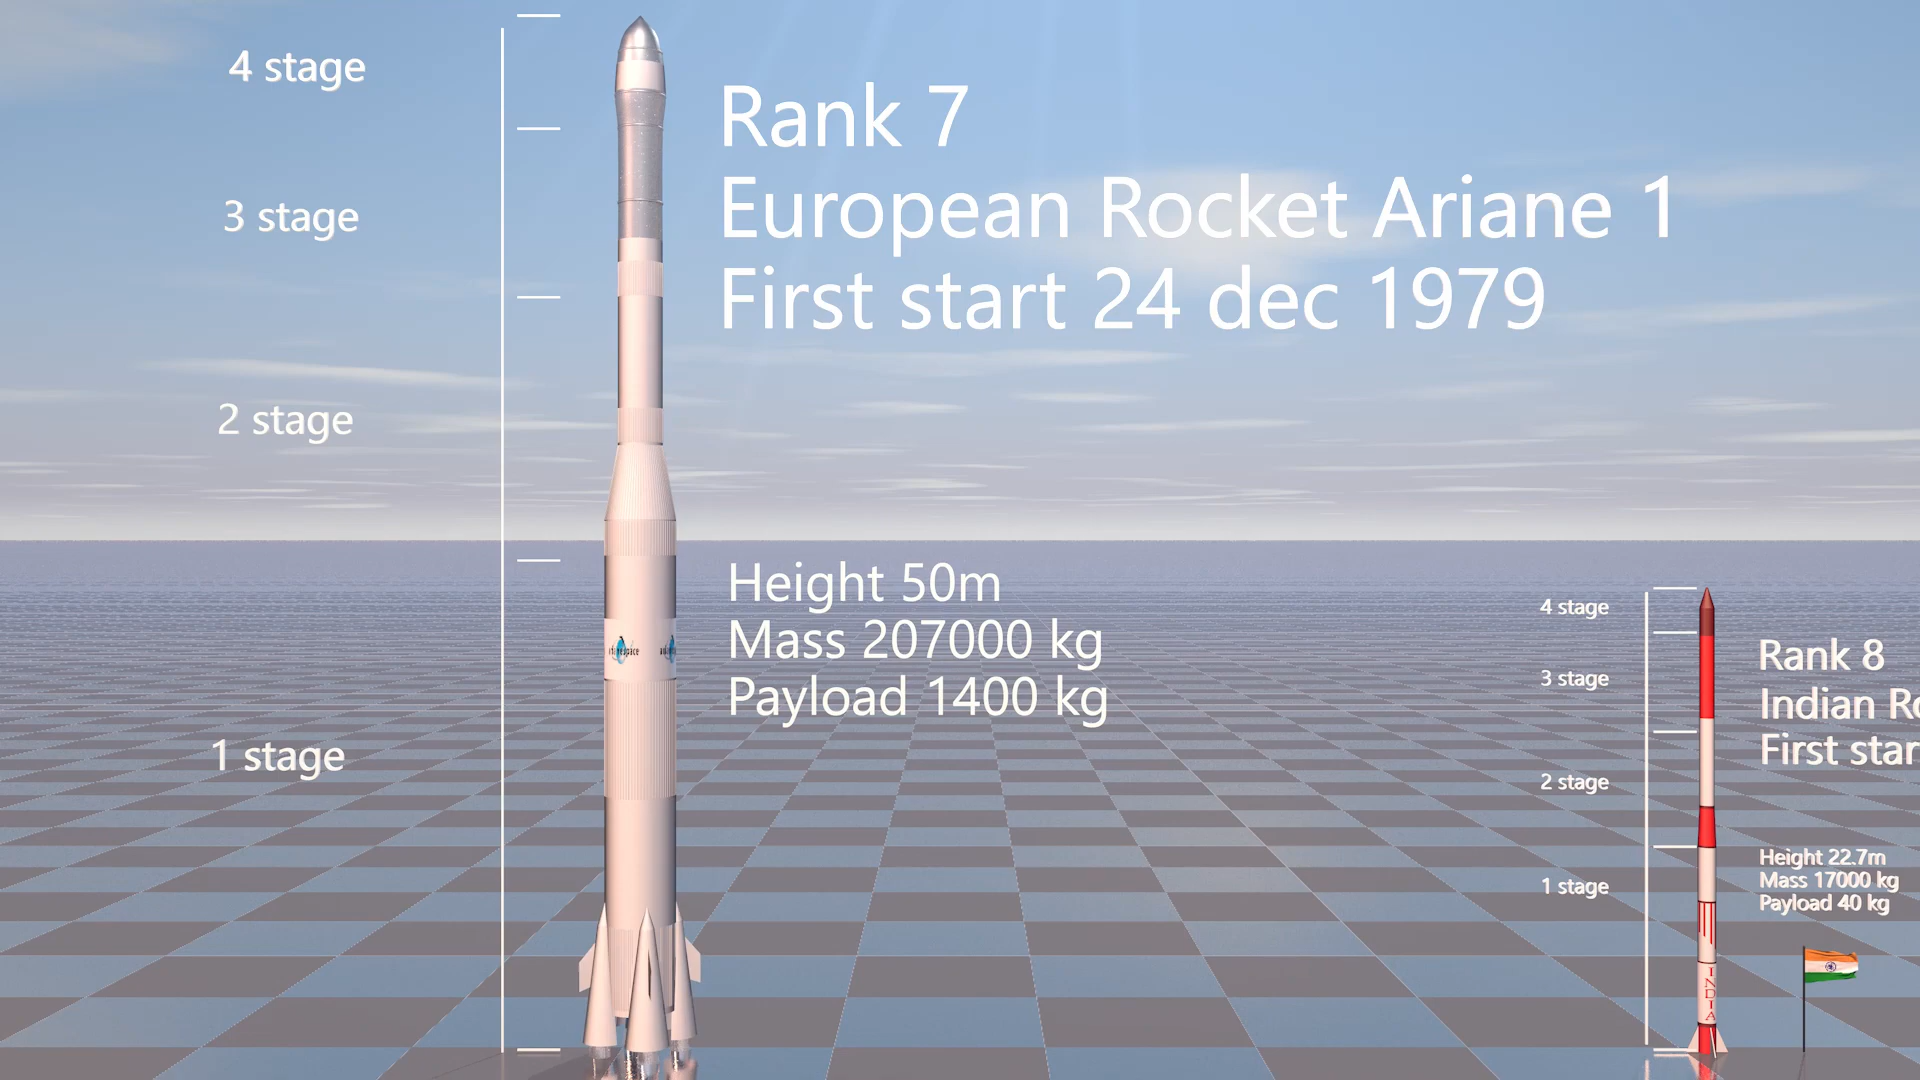 4 stage
3 stage
2 stage
1 stage
Rank 7
European Rocket Ariane 1
First start 24 dec 1979
Height 50m
Mass 207000 kg
Payload 1400 kg
4 stage
3 stage
2 stage
1 stage
Rank 8
Indian
First
Height 22.7m
Mass 17000 kg
Payload 40 kg
INDIA